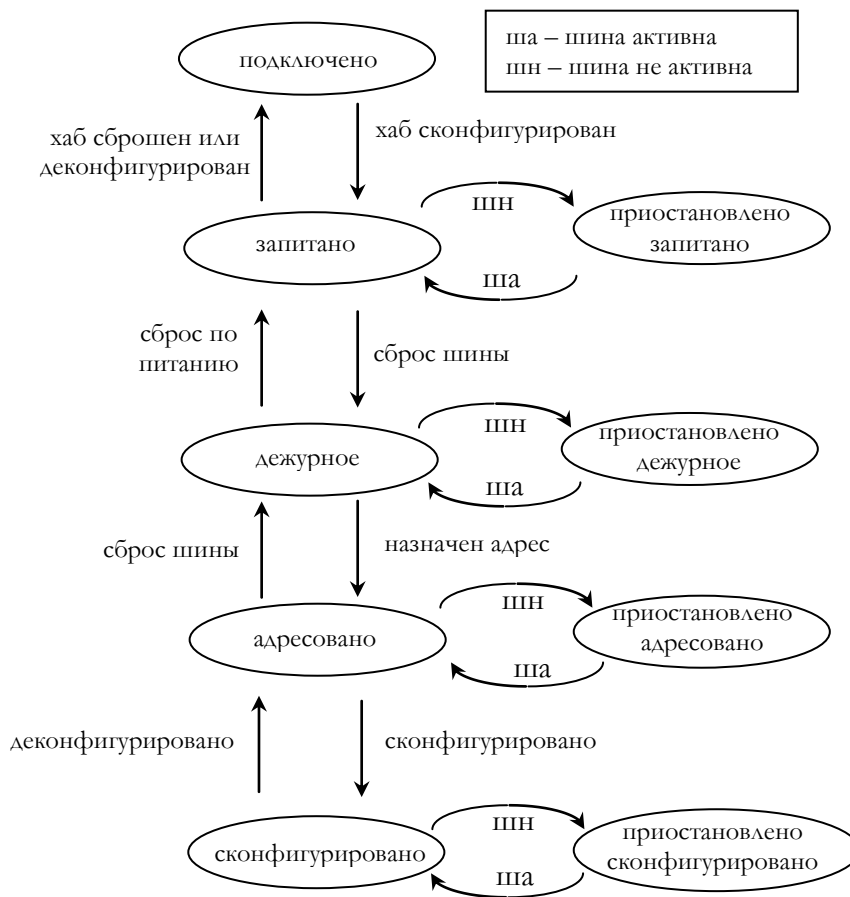 ша – шина активна
шн – шина не активна
подключено
хаб сброшен или
деконфигурирован
хаб сконфигурирован
запитано
шн
ша
приостановлено
запитано
сброс по
питанию
сброс шины
дежурное
шн
ша
приостановлено
дежурное
сброс шины
назначен адрес
адресовано
шн
ша
приостановлено
адресовано
деконфигурировано
сконфигурировано
сконфигурировано
шн
ша
приостановлено
сконфигурировано